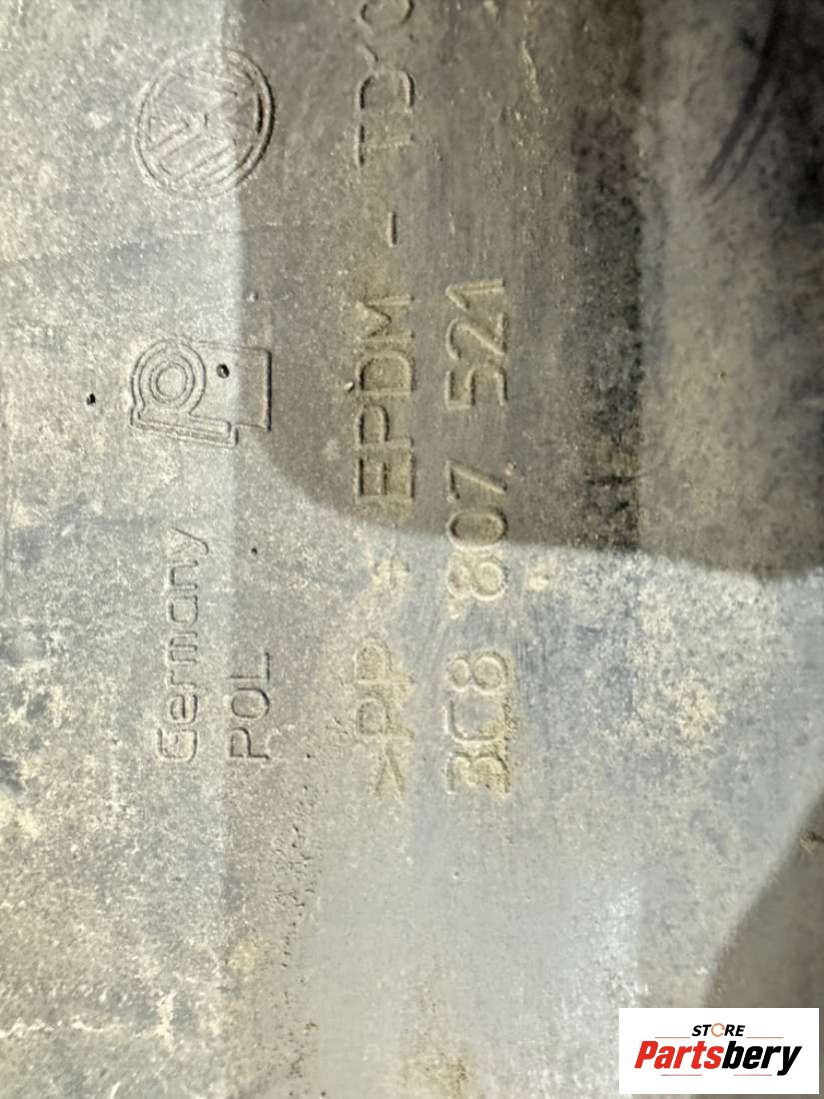 Germany
POL
>PP + EPDM - TD
3C8 807 521
STORE
Partsbery